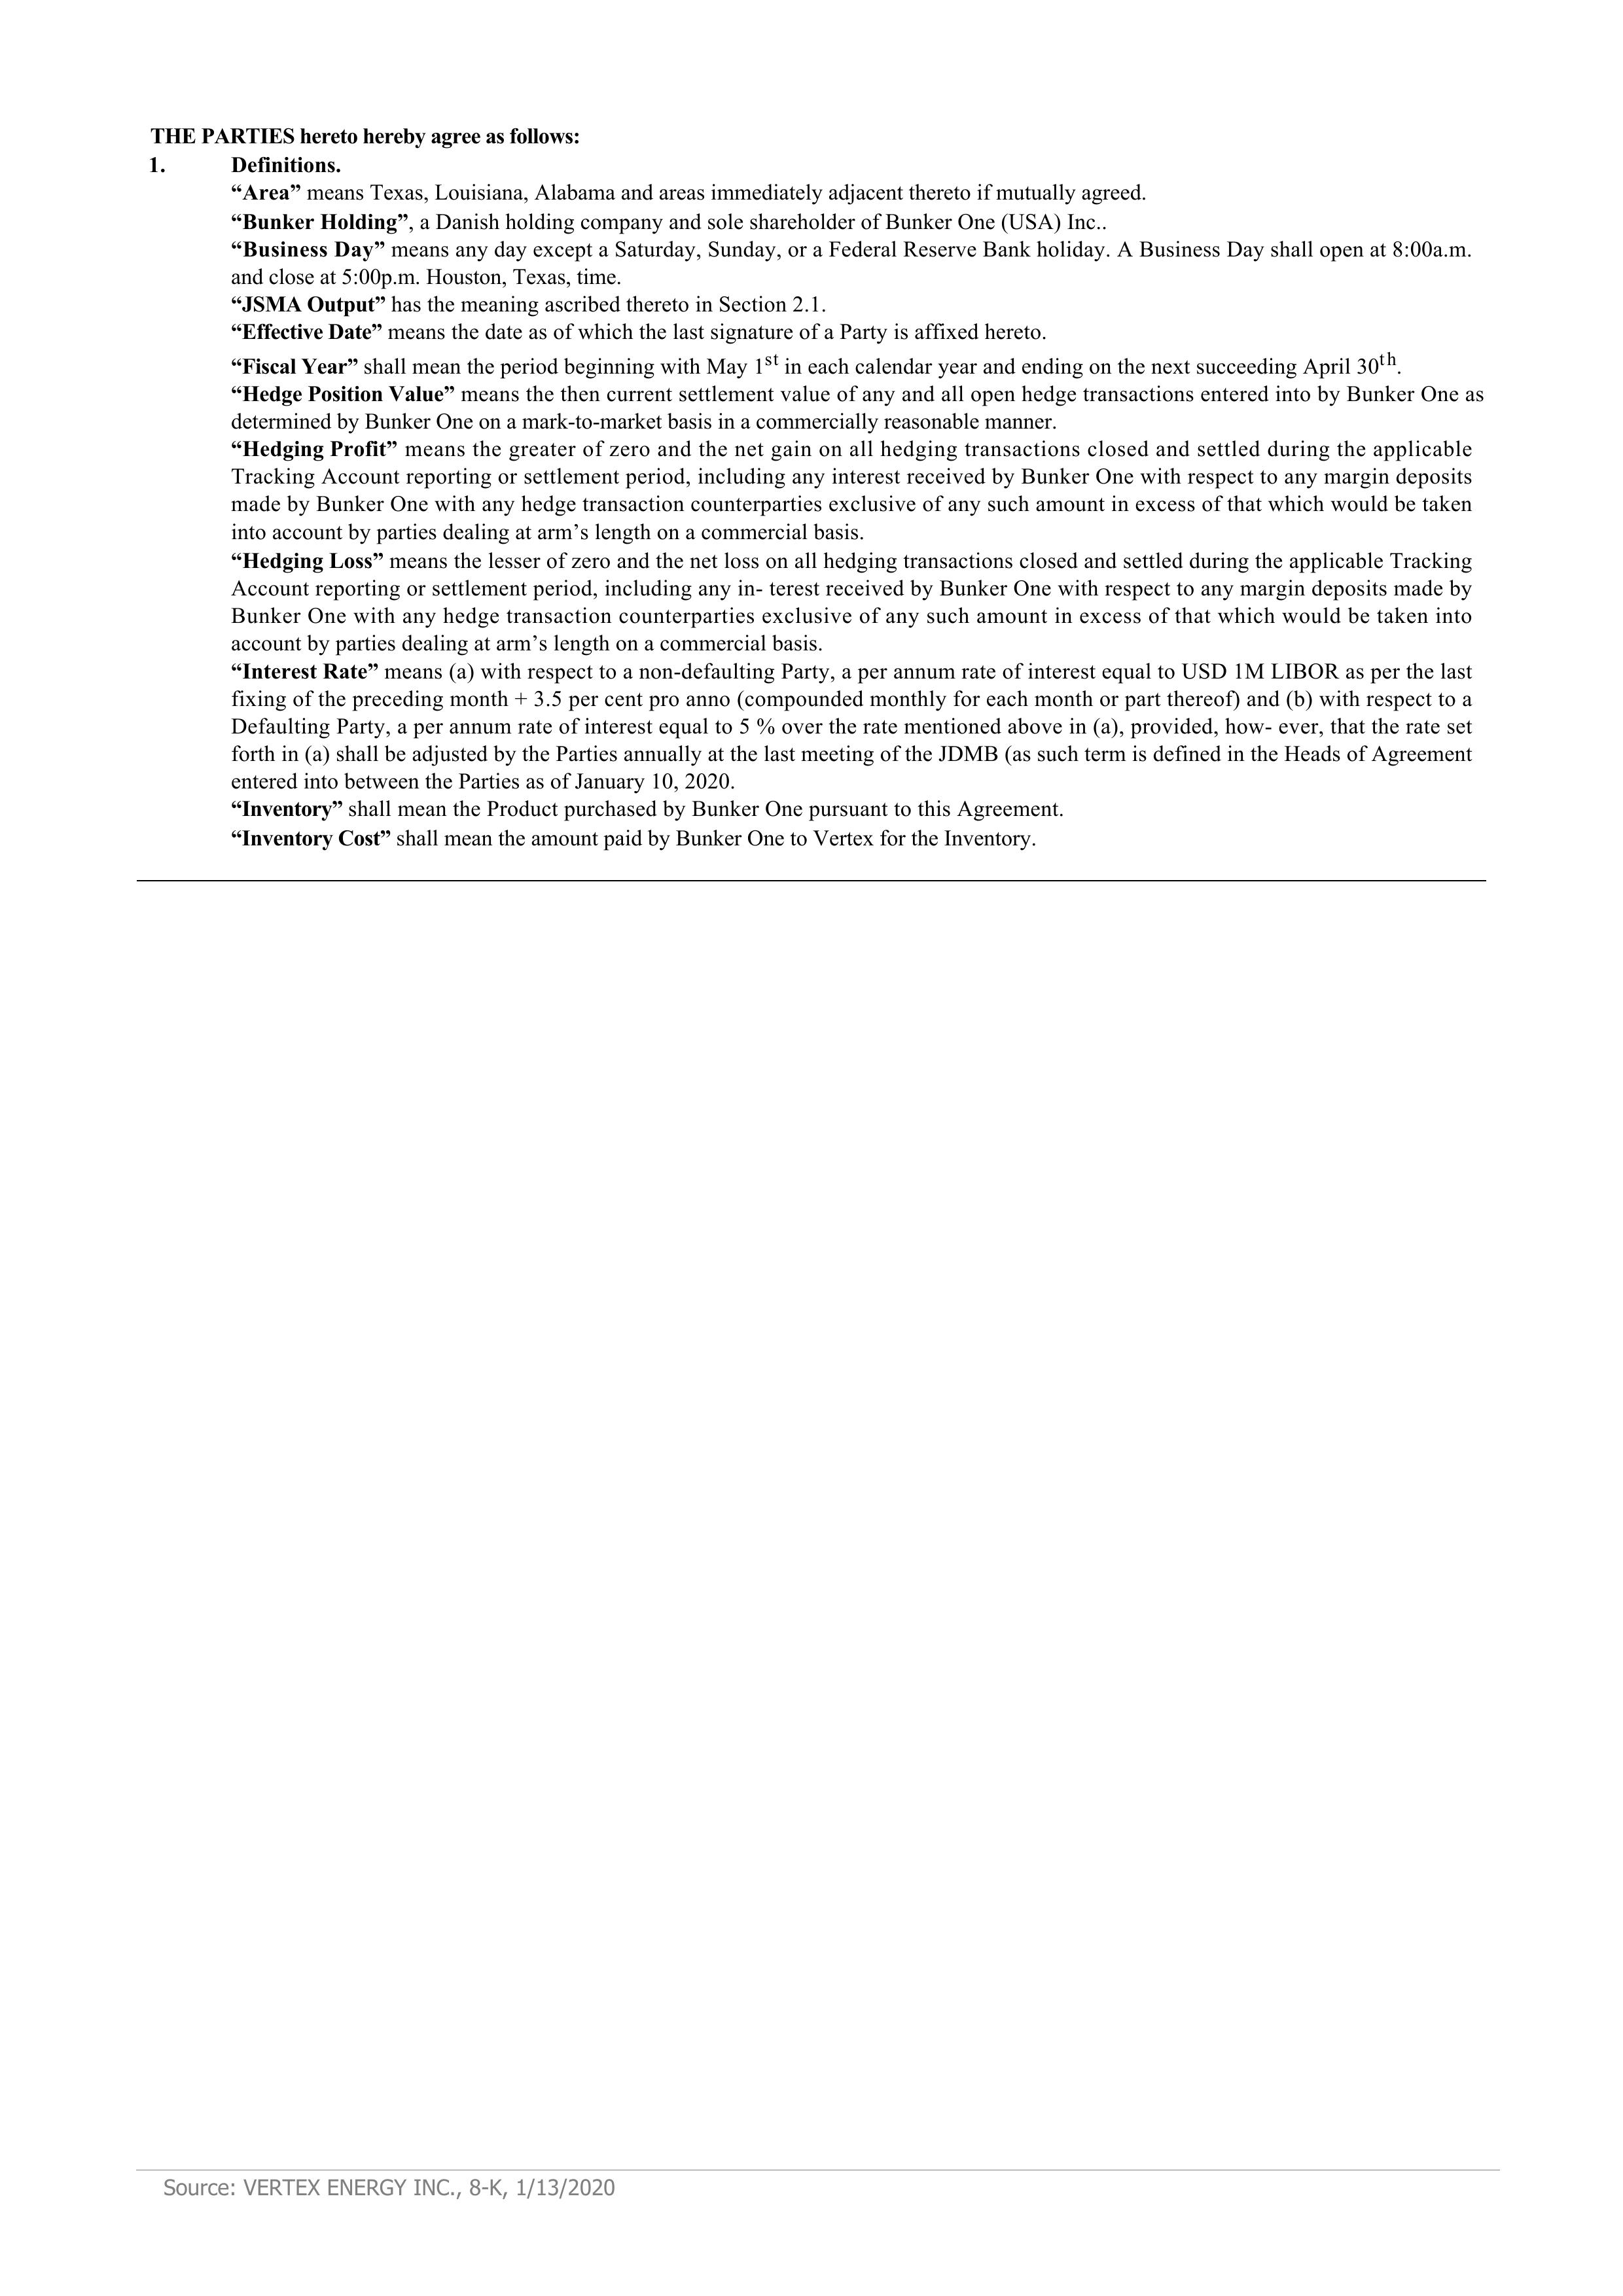 THE PARTIES hereto hereby agree as follows:
1. Definitions.
“Area” means Texas, Louisiana, Alabama and areas immediately adjacent thereto if mutually agreed.
“Bunker Holding”, a Danish holding company and sole shareholder of Bunker One (USA) Inc..
“Business Day” means any day except a Saturday, Sunday, or a Federal Reserve Bank holiday. A Business Day shall open at 8:00a.m.
and close at 5:00p.m. Houston, Texas, time.
“JSMA Output” has the meaning ascribed thereto in Section 2.1.
“Effective Date” means the date as of which the last signature of a Party is affixed hereto.
“Fiscal Year” shall mean the period beginning with May 1st in each calendar year and ending on the next succeeding April 30th.
“Hedge Position Value” means the then current settlement value of any and all open hedge transactions entered into by Bunker One as
determined by Bunker One on a mark-to-market basis in a commercially reasonable manner.
“Hedging Profit” means the greater of zero and the net gain on all hedging transactions closed and settled during the applicable
Tracking Account reporting or settlement period, including any interest received by Bunker One with respect to any margin deposits
made by Bunker One with any hedge transaction counterparties exclusive of any such amount in excess of that which would be taken
into account by parties dealing at arm’s length on a commercial basis.
“Hedging Loss” means the lesser of zero and the net loss on all hedging transactions closed and settled during the applicable Tracking
Account reporting or settlement period, including any in- terest received by Bunker One with respect to any margin deposits made by
Bunker One with any hedge transaction counterparties exclusive of any such amount in excess of that which would be taken into
account by parties dealing at arm’s length on a commercial basis.
“Interest Rate” means (a) with respect to a non-defaulting Party, a per annum rate of interest equal to USD 1M LIBOR as per the last
fixing of the preceding month + 3.5 per cent pro anno (compounded monthly for each month or part thereof) and (b) with respect to a
Defaulting Party, a per annum rate of interest equal to 5 % over the rate mentioned above in (a), provided, how- ever, that the rate set
forth in (a) shall be adjusted by the Parties annually at the last meeting of the JDMB (as such term is defined in the Heads of Agreement
entered into between the Parties as of January 10, 2020.
“Inventory” shall mean the Product purchased by Bunker One pursuant to this Agreement.
“Inventory Cost” shall mean the amount paid by Bunker One to Vertex for the Inventory.
Source: VERTEX ENERGY INC., 8-K, 1/13/2020